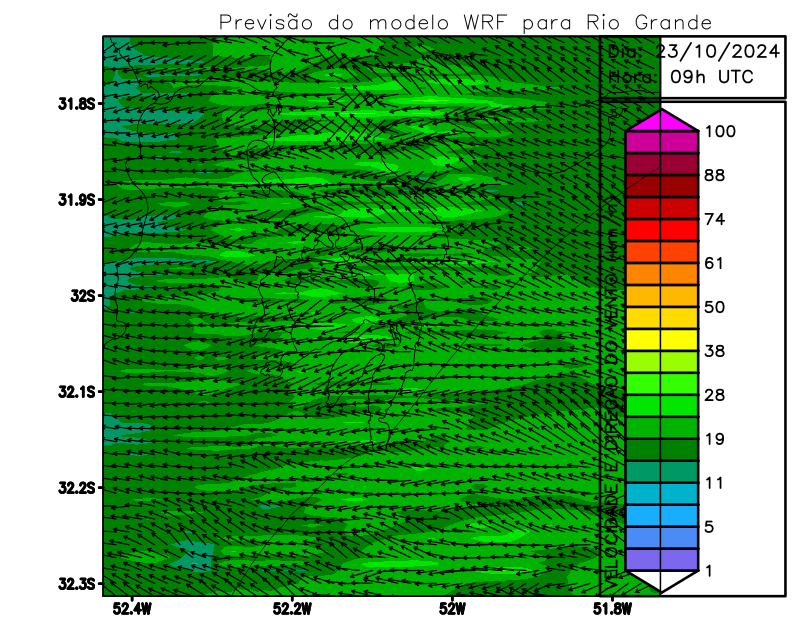 Previsão do modelo WRF para Rio Grande
Dia: 23/10/2024
Hora: 09h UTC
31.8S
31.9S
32S
32.1S
32.2S
32.3S
52.4W
52.2W
52W
51.8W
VELOCIDADE E DIREÇÃO DO VENTO (km/h)
100
88
74
61
50
38
28
19
11
5
1